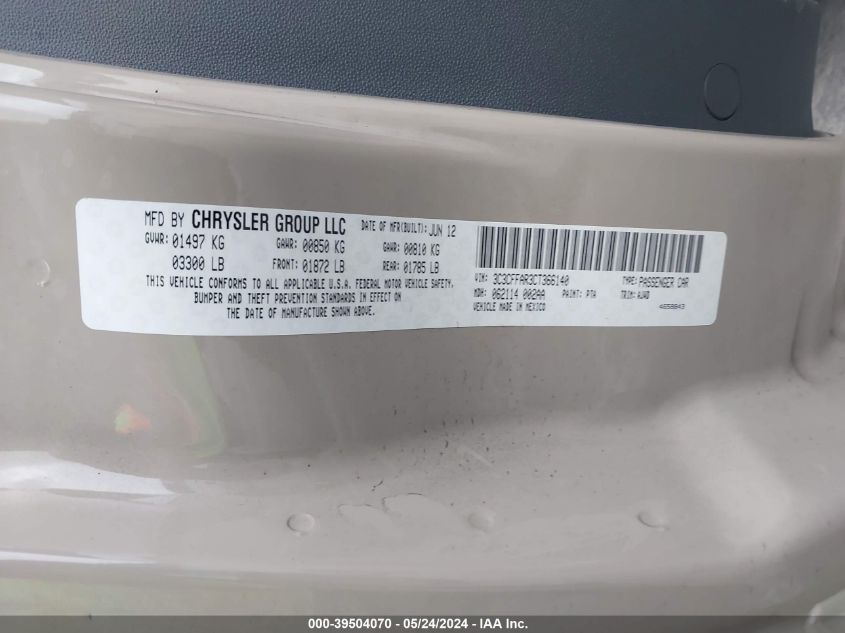 MFD BY CHRYSLER GROUP LLC DATE OF MFR(BUILT): JUN 12
GVWR: 01497 KG GAWR: 00850 KG GAWR: 00810 KG
03300 LB FRONT: 01872 LB REAR: 01785 LB
THIS VEHICLE CONFORMS TO ALL APPLICABLE U.S.A. FEDERAL MOTOR VEHICLE SAFETY,
BUMPER AND THEFT PREVENTION STANDARDS IN EFFECT ON
THE DATE OF MANUFACTURE SHOWN ABOVE.
VIN: 3C3CFFAR3CT366140 TYPE: PASSENGER CAR
MDH: 062114 002AA PAINT: PTA TRIM: AJAD
VEHICLE MADE IN MEXICO 4658843
000-39504070 - 05/24/2024 - IAA Inc.